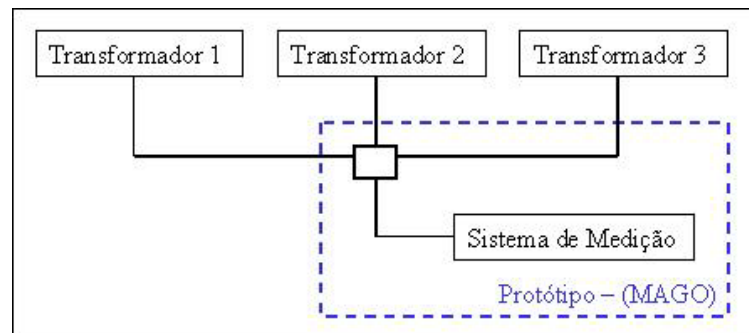 Transformador 1
Transformador 2
Transformador 3
Sistema de Medição
Protótipo – (MAGO)